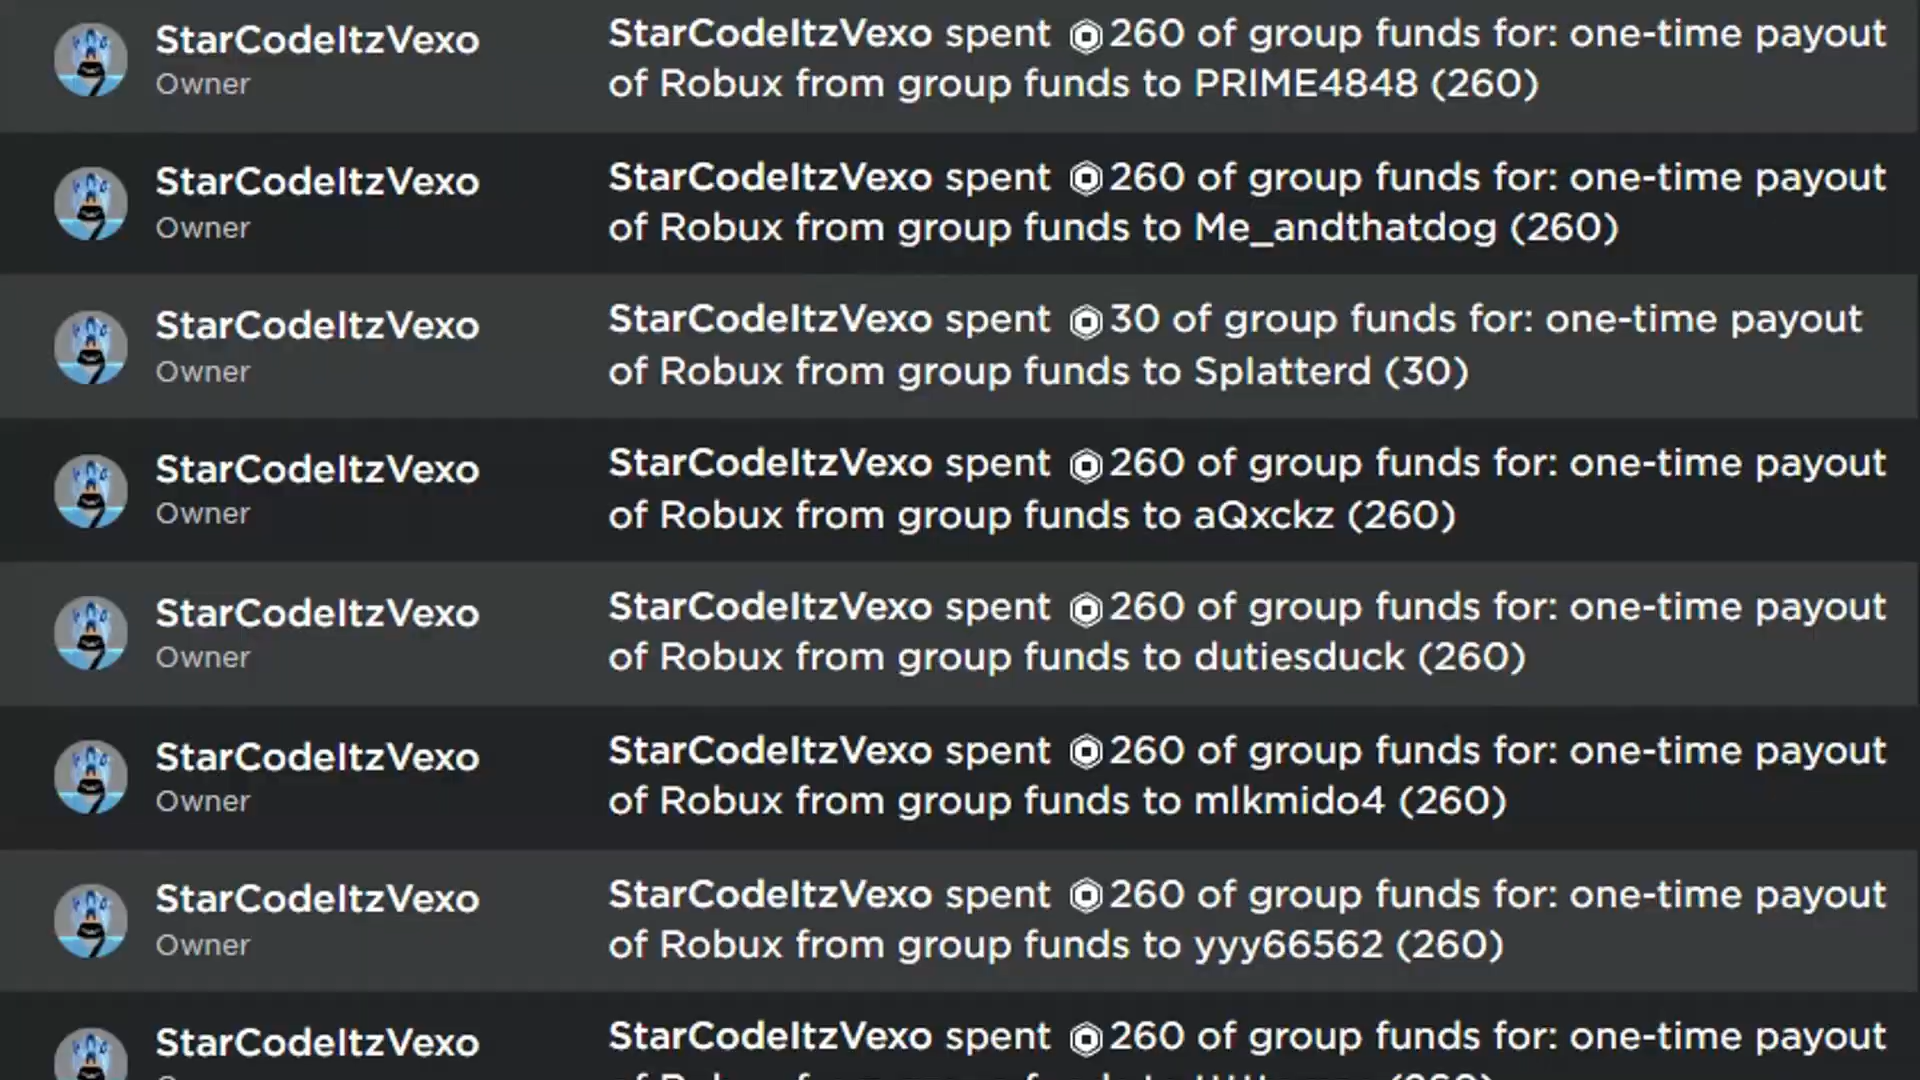 StarCodeItzVexo
Owner
StarCodeItzVexo spent 260 of group funds for: one-time payout
of Robux from group funds to PRIME4848 (260)
StarCodeItzVexo
Owner
StarCodeItzVexo spent 260 of group funds for: one-time payout
of Robux from group funds to Me_andthatdog (260)
StarCodeItzVexo
Owner
StarCodeItzVexo spent 30 of group funds for: one-time payout
of Robux from group funds to Splatterd (30)
StarCodeItzVexo
Owner
StarCodeItzVexo spent 260 of group funds for: one-time payout
of Robux from group funds to aQxckz (260)
StarCodeItzVexo
Owner
StarCodeItzVexo spent 260 of group funds for: one-time payout
of Robux from group funds to dutiesduck (260)
StarCodeItzVexo
Owner
StarCodeItzVexo spent 260 of group funds for: one-time payout
of Robux from group funds to mlkmido4 (260)
StarCodeItzVexo
Owner
StarCodeItzVexo spent 260 of group funds for: one-time payout
of Robux from group funds to yyy66562 (260)
StarCodeItzVexo
StarCodeItzVexo spent 260 of group funds for: one-time payout